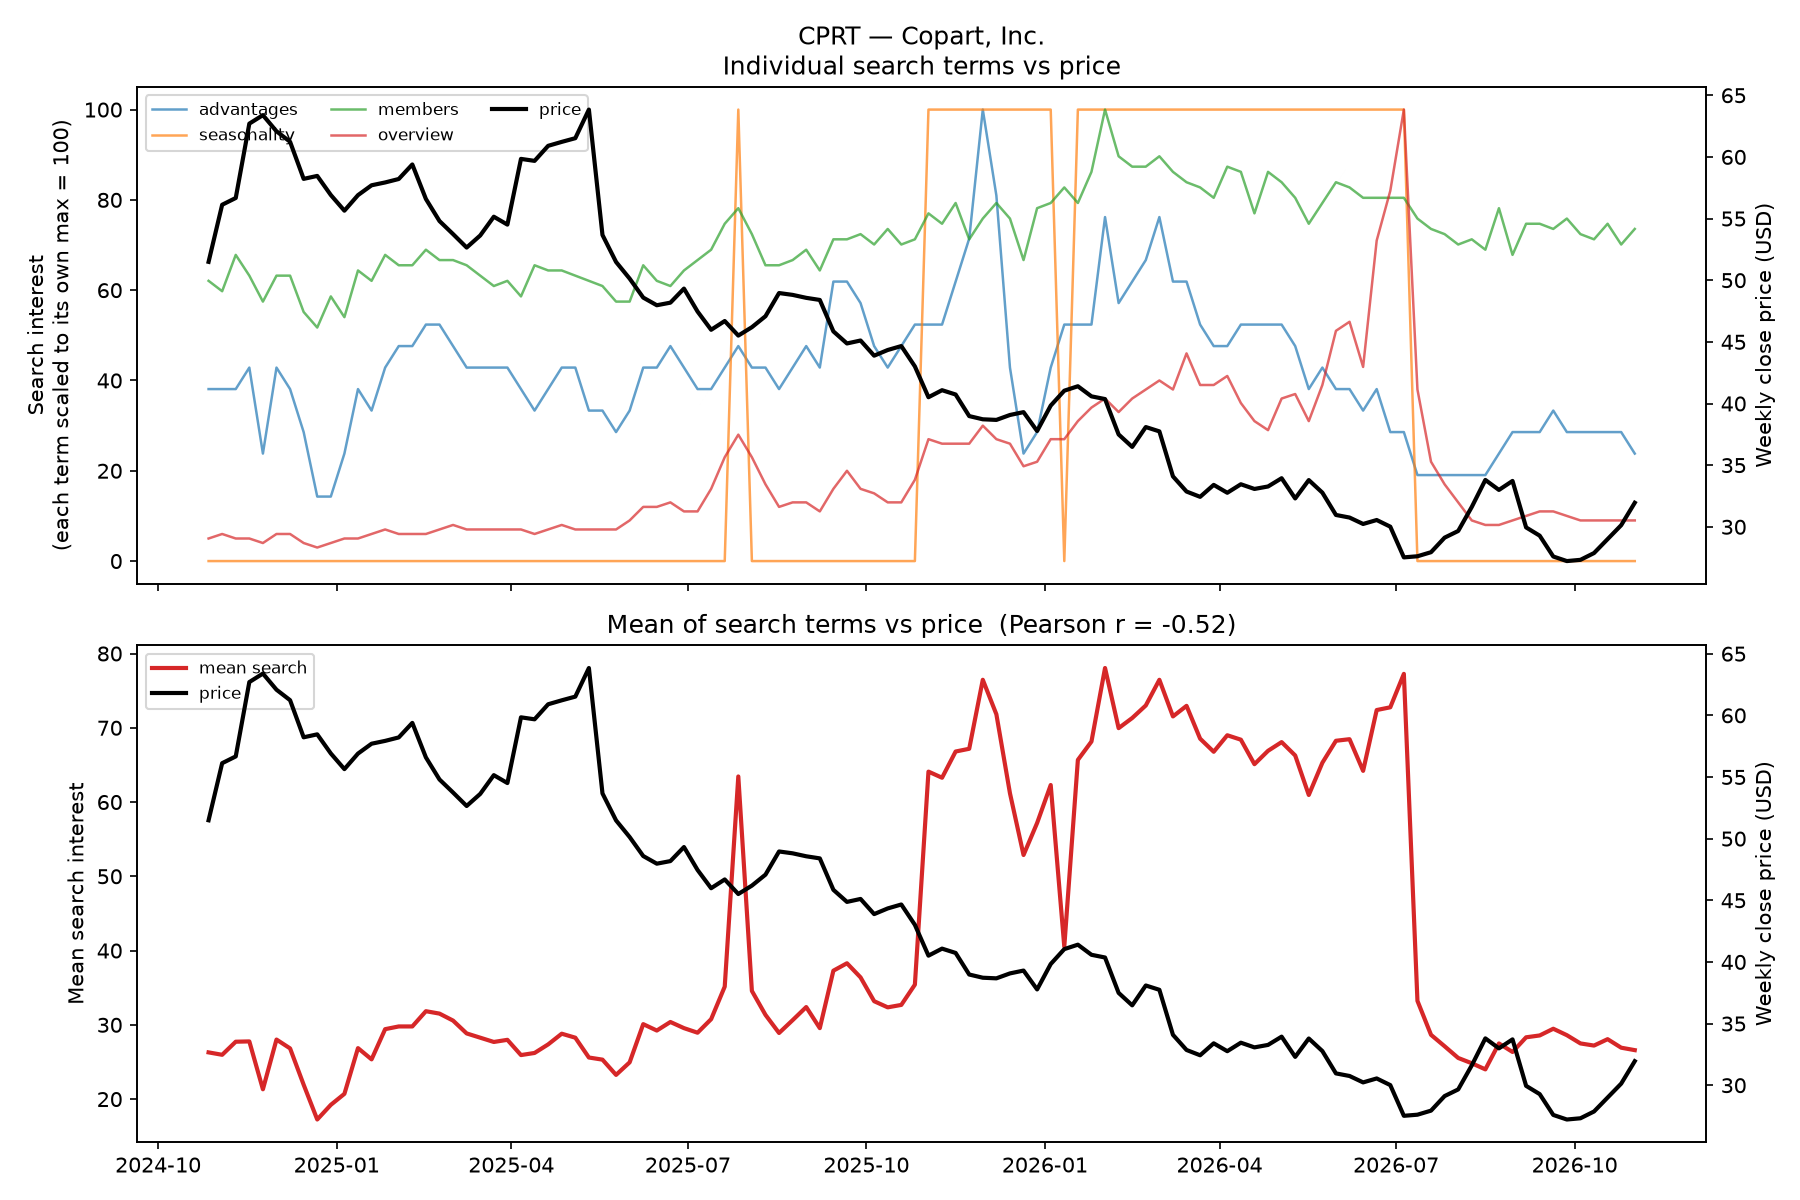 CPRT — Copart, Inc.
Individual search terms vs price
advantages
seasonality
members
overview
price
Search interest
(each term scaled to its own max = 100)
100
80
60
40
20
0
65
60
55
50
45
40
35
30
Weekly close price (USD)
Mean of search terms vs price  (Pearson r = -0.52)
mean search
price
Mean search interest
80
70
60
50
40
30
20
65
60
55
50
45
40
35
30
Weekly close price (USD)
2024-10
2025-01
2025-04
2025-07
2025-10
2026-01
2026-04
2026-07
2026-10